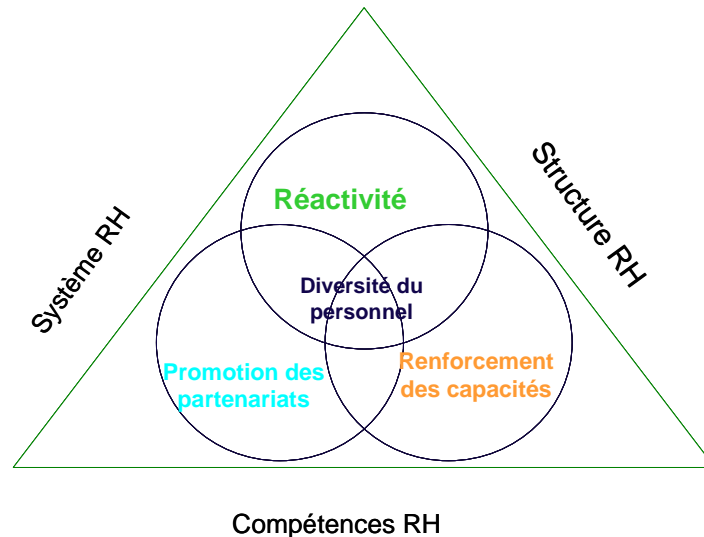 Réactivité
Système RH
Structure RH
Diversité du
personnel
Promotion des
partenariats
Renforcement
des capacités
Compétences RH